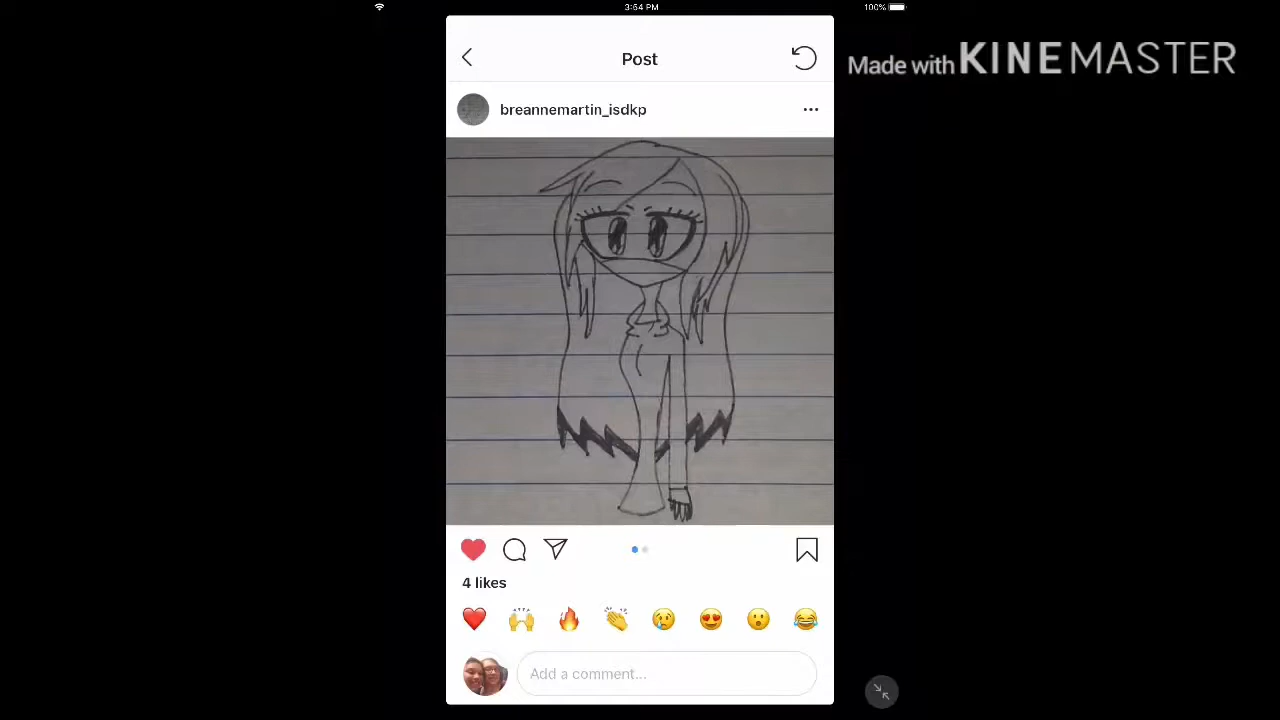 3:54 PM
100%
Made with KINEMASTER
Post
breannemartin_isdkp
4 likes
Add a comment...